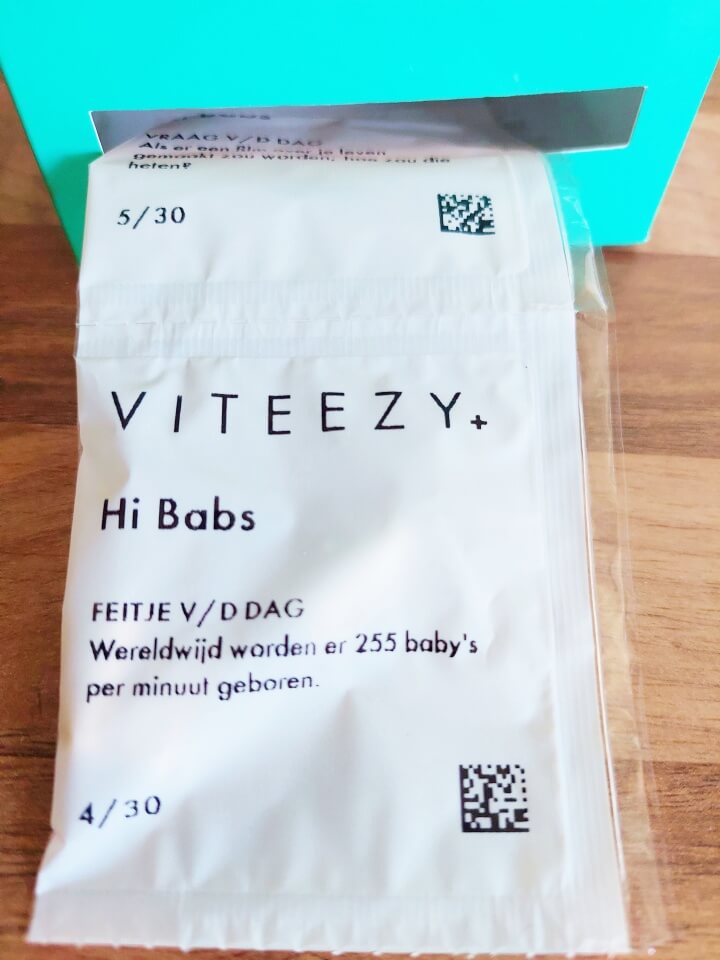 VRAAG V/D DAG
Als er een film over je leven
gemaakt zou worden, hoe zou die
heten?
5/30
VITEEZY+
Hi Babs
FEITJE V/D DAG
Wereldwijd worden er 255 baby's
per minuut geboren.
4/30